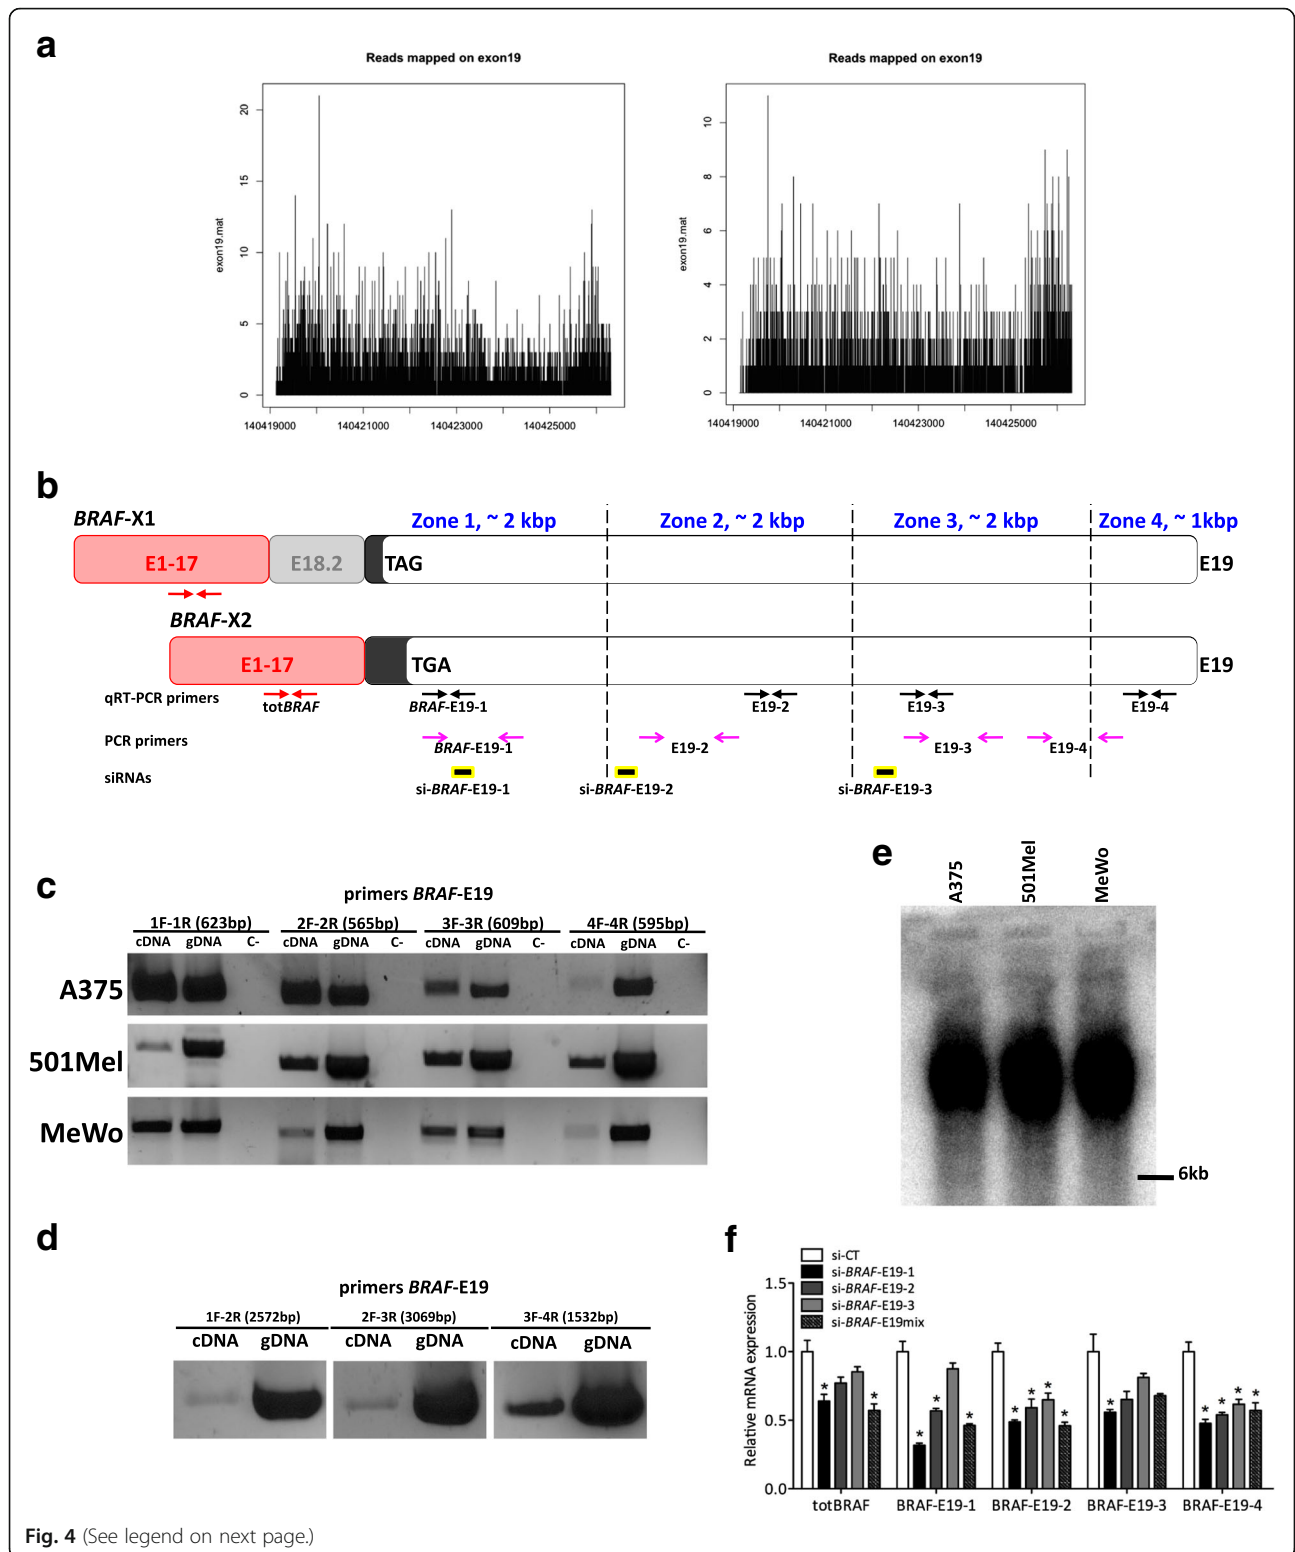 a
Reads mapped on exon19
exon19.mat
20
15
10
5
0
140419000 140421000 140423000 140425000
Reads mapped on exon19
exon19.mat
10
8
6
4
2
0
140419000 140421000 140423000 140425000
b
BRAF-X1
Zone 1, ~ 2 kbp Zone 2, ~ 2 kbp Zone 3, ~ 2 kbp Zone 4, ~ 1kbp
E1-17 E18.2 TAG E19
BRAF-X2
E1-17 TGA E19
qRT-PCR primers
totBRAF BRAF-E19-1 E19-2 E19-3 E19-4
PCR primers
BRAF-E19-1 E19-2 E19-3 E19-4
siRNAs
si-BRAF-E19-1 si-BRAF-E19-2 si-BRAF-E19-3
c
primers BRAF-E19
1F-1R (623bp) 2F-2R (565bp) 3F-3R (609bp) 4F-4R (595bp)
cDNA gDNA C- cDNA gDNA C- cDNA gDNA C- cDNA gDNA C-
A375
501Mel
MeWo
d
primers BRAF-E19
1F-2R (2572bp) 2F-3R (3069bp) 3F-4R (1532bp)
cDNA gDNA cDNA gDNA cDNA gDNA
e
A375
501Mel
MeWo
6kb
f
si-CT
si-BRAF-E19-1
si-BRAF-E19-2
si-BRAF-E19-3
si-BRAF-E19mix
Relative mRNA expression
1.5
1.0
0.5
0.0
* * * * * * * * * * * * * *
totBRAF BRAF-E19-1 BRAF-E19-2 BRAF-E19-3 BRAF-E19-4
Fig. 4 (See legend on next page.)